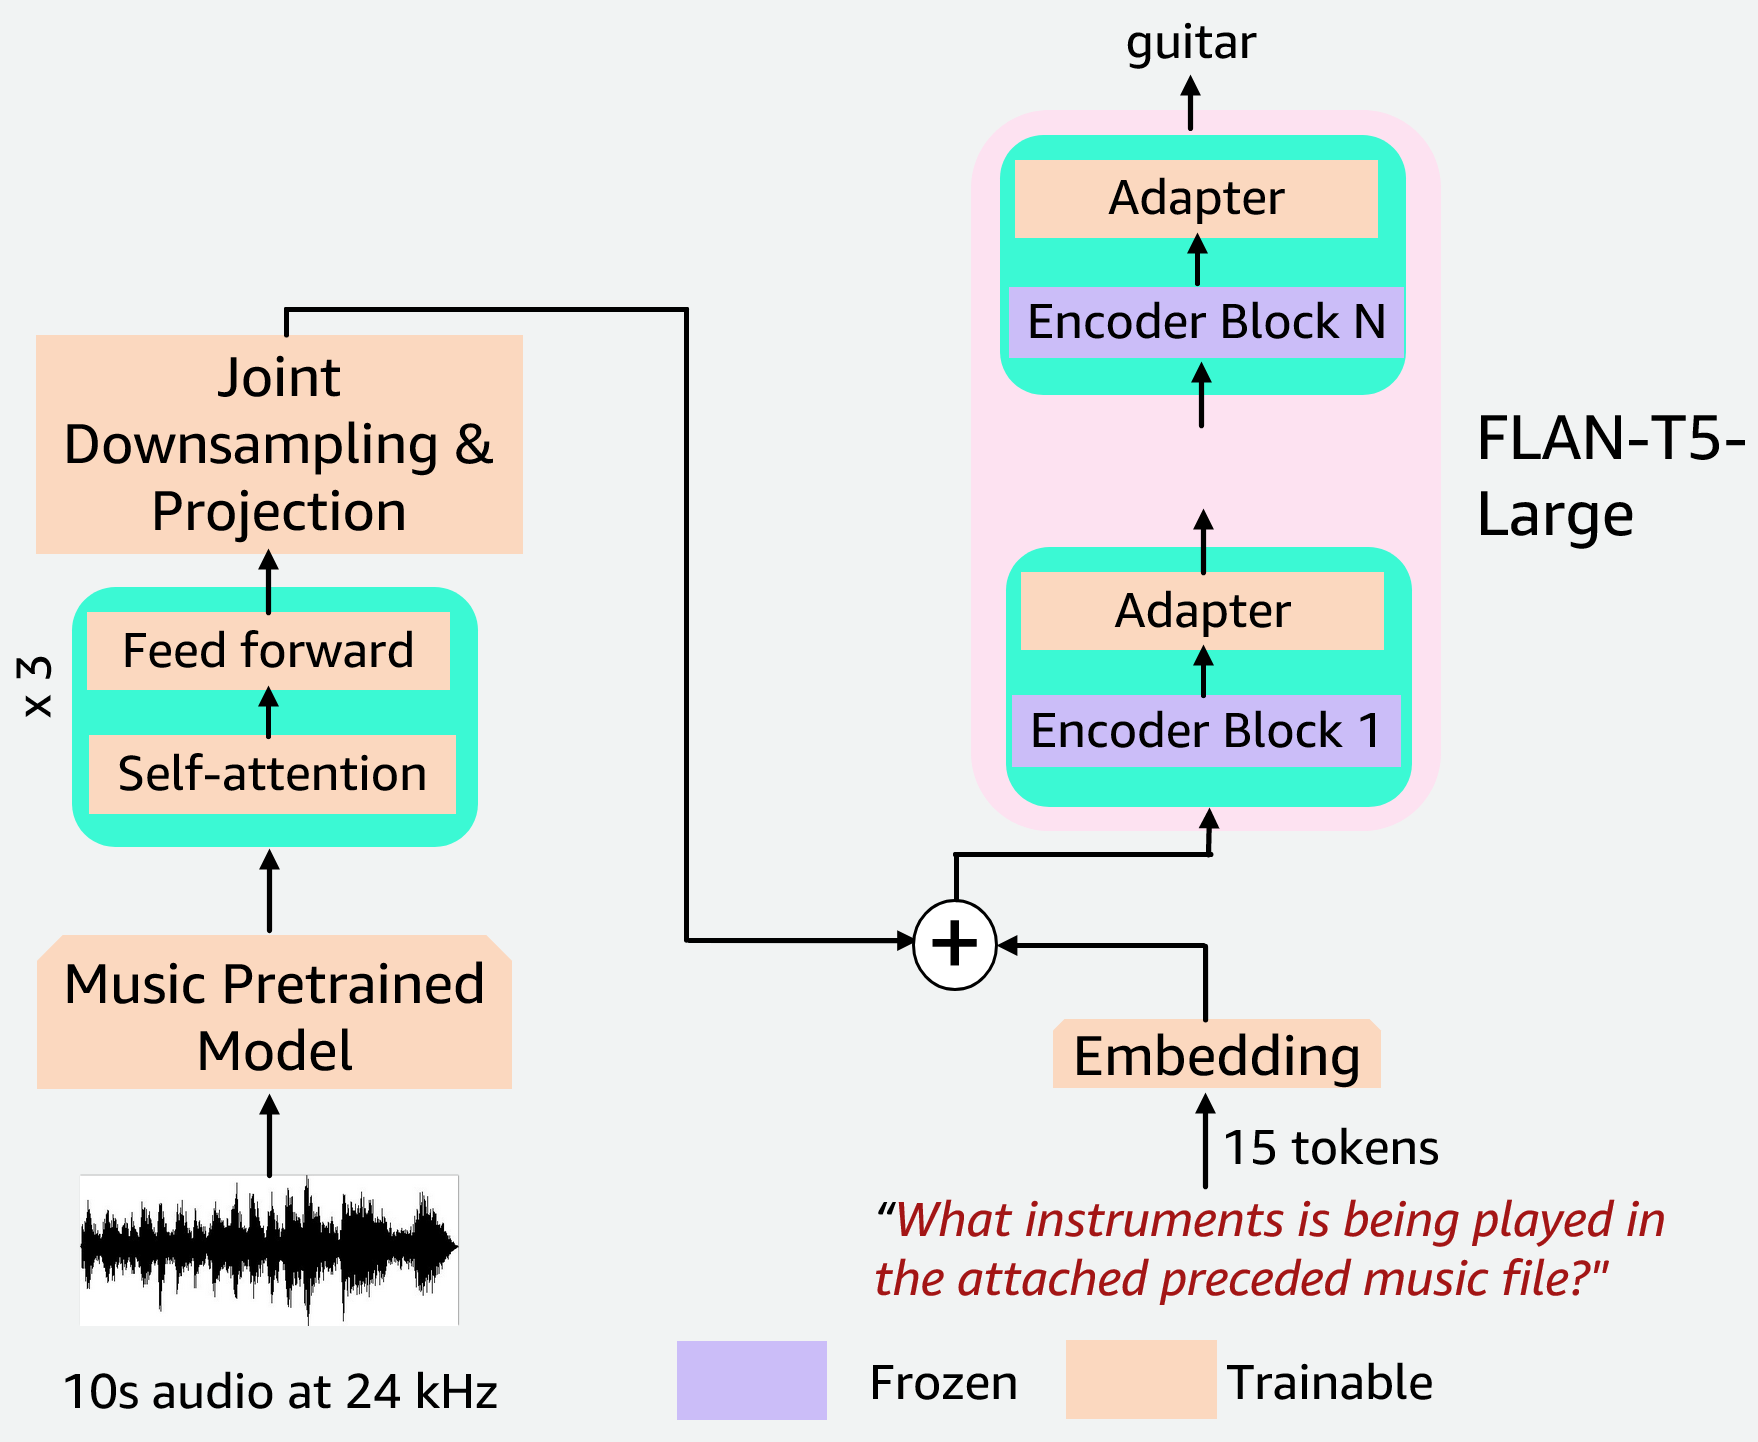 guitar
Adapter
Encoder Block N
FLAN-T5-
Large
Adapter
Encoder Block 1
Joint
Downsampling &
Projection
Feed forward
x 3
Self-attention
Music Pretrained
Model
10s audio at 24 kHz
+
Embedding
15 tokens
“What instruments is being played in
the attached preceded music file?"
Frozen
Trainable